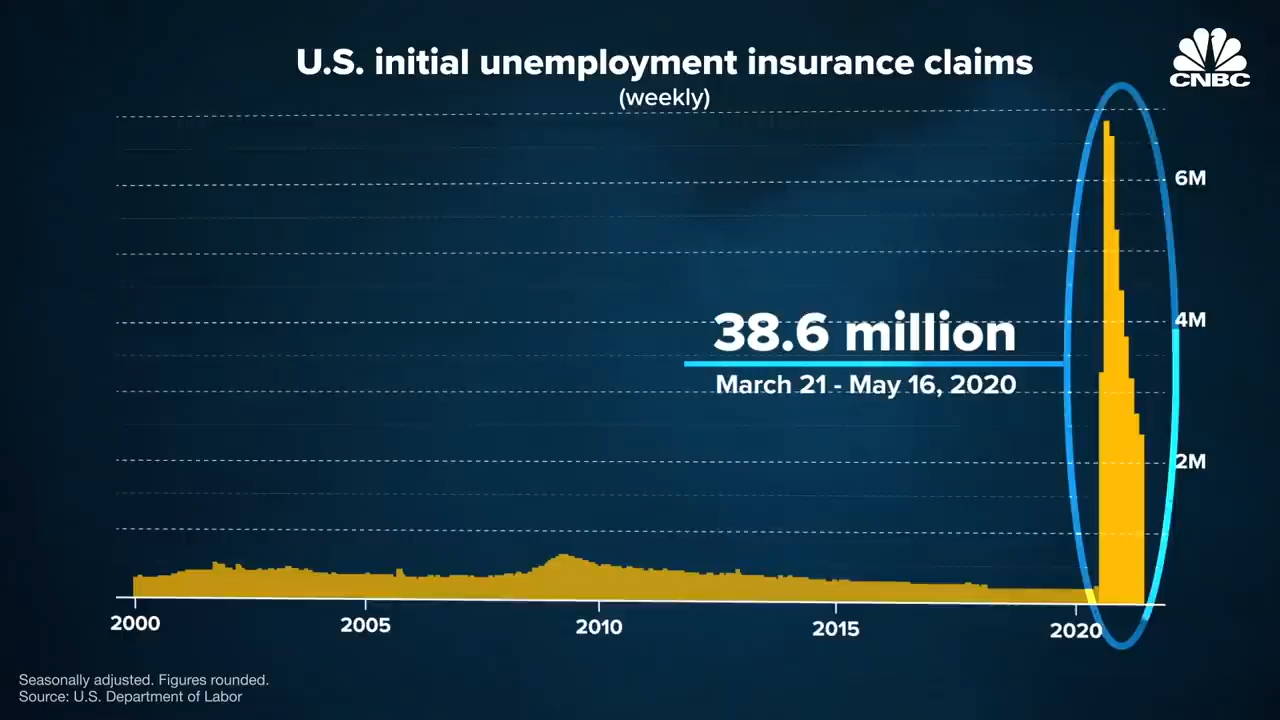 U.S. initial unemployment insurance claims
(weekly)
CNBC
6M
38.6 million
4M
March 21 - May 16, 2020
2M
2000
2005
2010
2015
2020
Seasonally adjusted. Figures rounded.
Source: U.S. Department of Labor